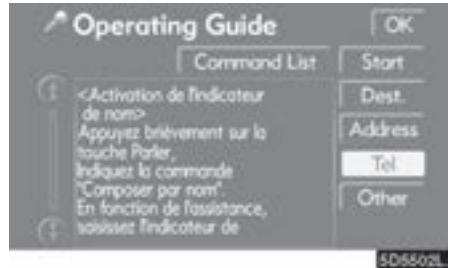 Operating Guide
OK
Command List
Start
<Activation de l'indicateur
de nom>
Dest.
Appuyez brièvement sur la
Address
touche Parler,
Indiquez la commande
Tel
"Composer par nom".
En fonction de l'assistance,
Other
saisissez l'indicateur de
5D5502L